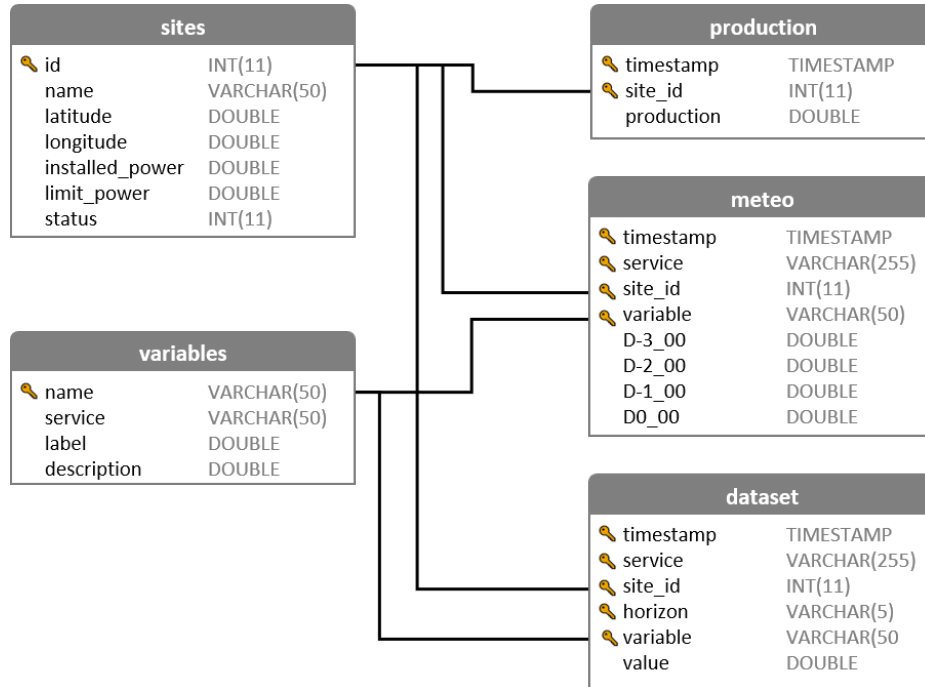 sites
id INT(11)
name VARCHAR(50)
latitude DOUBLE
longitude DOUBLE
installed_power DOUBLE
limit_power DOUBLE
status INT(11)
production
timestamp TIMESTAMP
site_id INT(11)
production DOUBLE
meteo
timestamp TIMESTAMP
service VARCHAR(255)
site_id INT(11)
variable VARCHAR(50)
D-3_00 DOUBLE
D-2_00 DOUBLE
D-1_00 DOUBLE
D0_00 DOUBLE
variables
name VARCHAR(50)
service VARCHAR(50)
label DOUBLE
description DOUBLE
dataset
timestamp TIMESTAMP
service VARCHAR(255)
site_id INT(11)
horizon VARCHAR(5)
variable VARCHAR(50
value DOUBLE